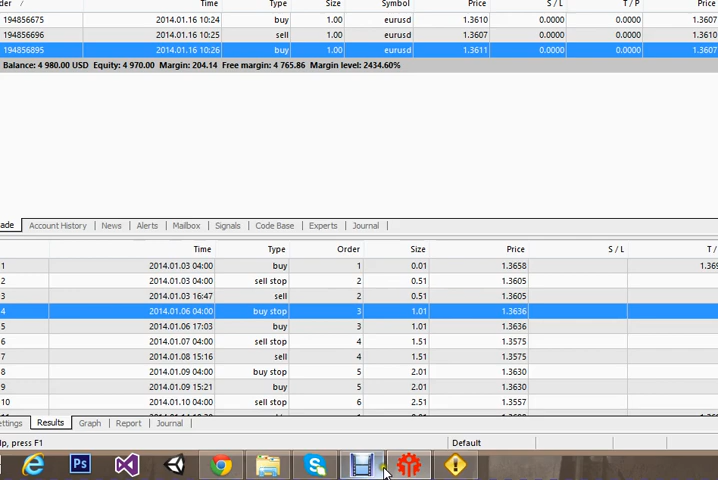 der / Time Type Size Symbol Price S / L T / P Price
194856675 2014.01.16 10:24 buy 1.00 eurusd 1.3610 0.0000 0.0000 1.3607
194856696 2014.01.16 10:25 sell 1.00 eurusd 1.3607 0.0000 0.0000 1.3610
194856895 2014.01.16 10:26 buy 1.00 eurusd 1.3611 0.0000 0.0000 1.3607
Balance: 4 980.00 USD Equity: 4 970.00 Margin: 204.14 Free margin: 4 765.86 Margin level: 2434.60%
ade Account History News Alerts Mailbox Signals Code Base Experts Journal
Time Type Order Size Price S / L T /
1 2014.01.03 04:00 buy 1 0.01 1.3658 1.369
2 2014.01.03 04:00 sell stop 2 0.51 1.3605
3 2014.01.03 16:47 sell 2 0.51 1.3605
4 2014.01.06 04:00 buy stop 3 1.01 1.3636
5 2014.01.06 17:03 buy 3 1.01 1.3636
6 2014.01.07 04:00 sell stop 4 1.51 1.3575
7 2014.01.08 15:16 sell 4 1.51 1.3575
8 2014.01.09 04:00 buy stop 5 2.01 1.3630
9 2014.01.09 15:21 buy 5 2.01 1.3630
10 2014.01.10 04:00 sell stop 6 2.51 1.3557
ettings Results Graph Report Journal
lp, press F1 Default
Ps